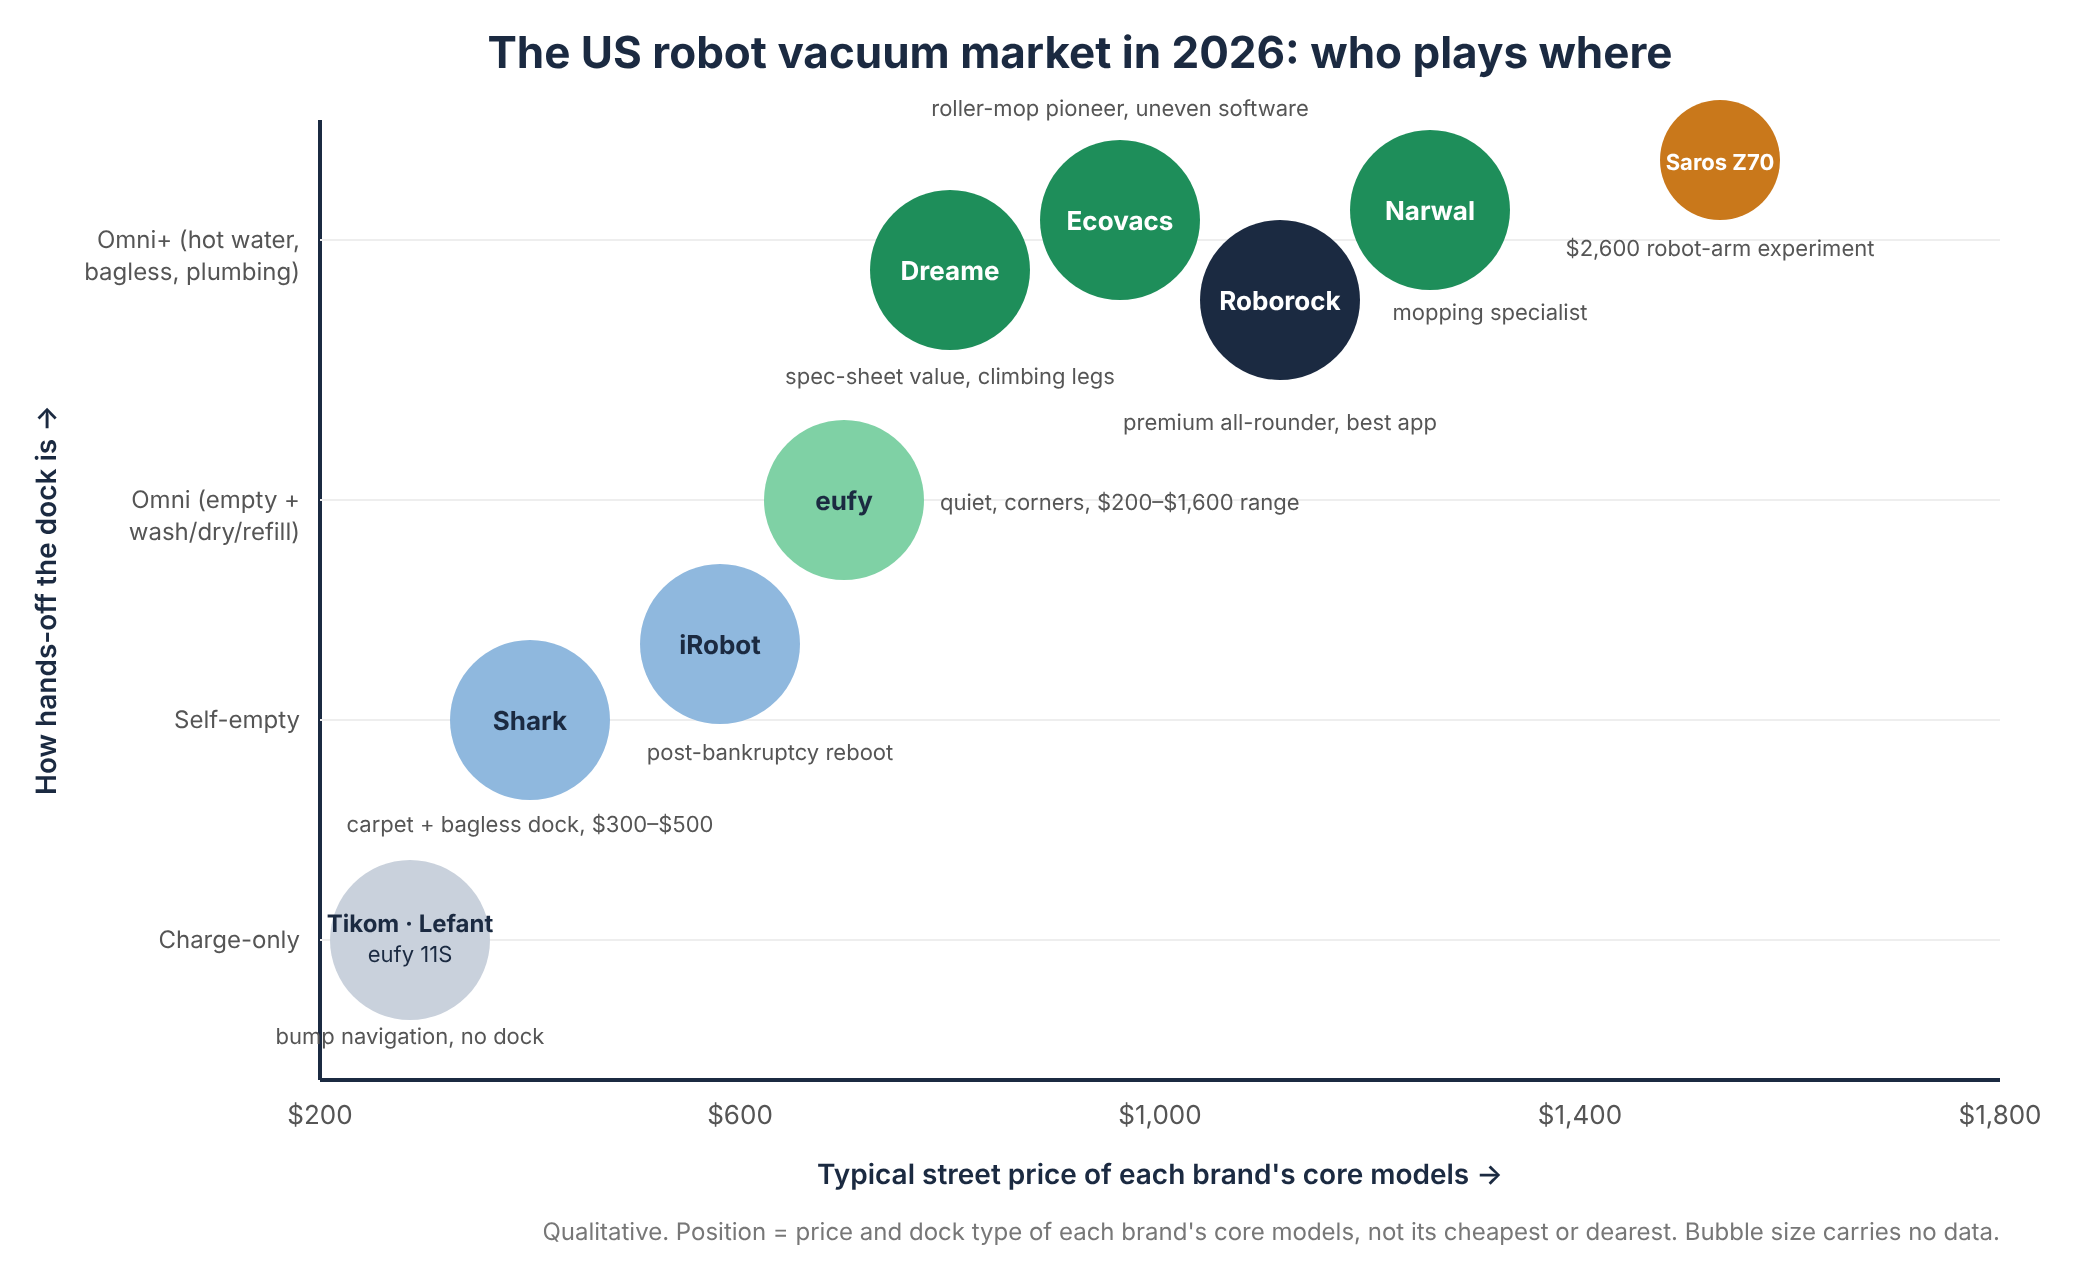 The US robot vacuum market in 2026: who plays where
roller-mop pioneer, uneven software
Saros Z70
Ecovacs
Narwal
Omni+ (hot water,
bagless, plumbing)
$2,600 robot-arm experiment
Dreame
Roborock
mopping specialist
spec-sheet value, climbing legs
premium all-rounder, best app
How hands-off the dock is →
Omni (empty +
wash/dry/refill)
eufy
quiet, corners, $200–$1,600 range
iRobot
Self-empty
Shark
post-bankruptcy reboot
carpet + bagless dock, $300–$500
Charge-only
Tikom · Lefant
eufy 11S
bump navigation, no dock
$200
$600
$1,000
$1,400
$1,800
Typical street price of each brand's core models →
Qualitative. Position = price and dock type of each brand's core models, not its cheapest or dearest. Bubble size carries no data.